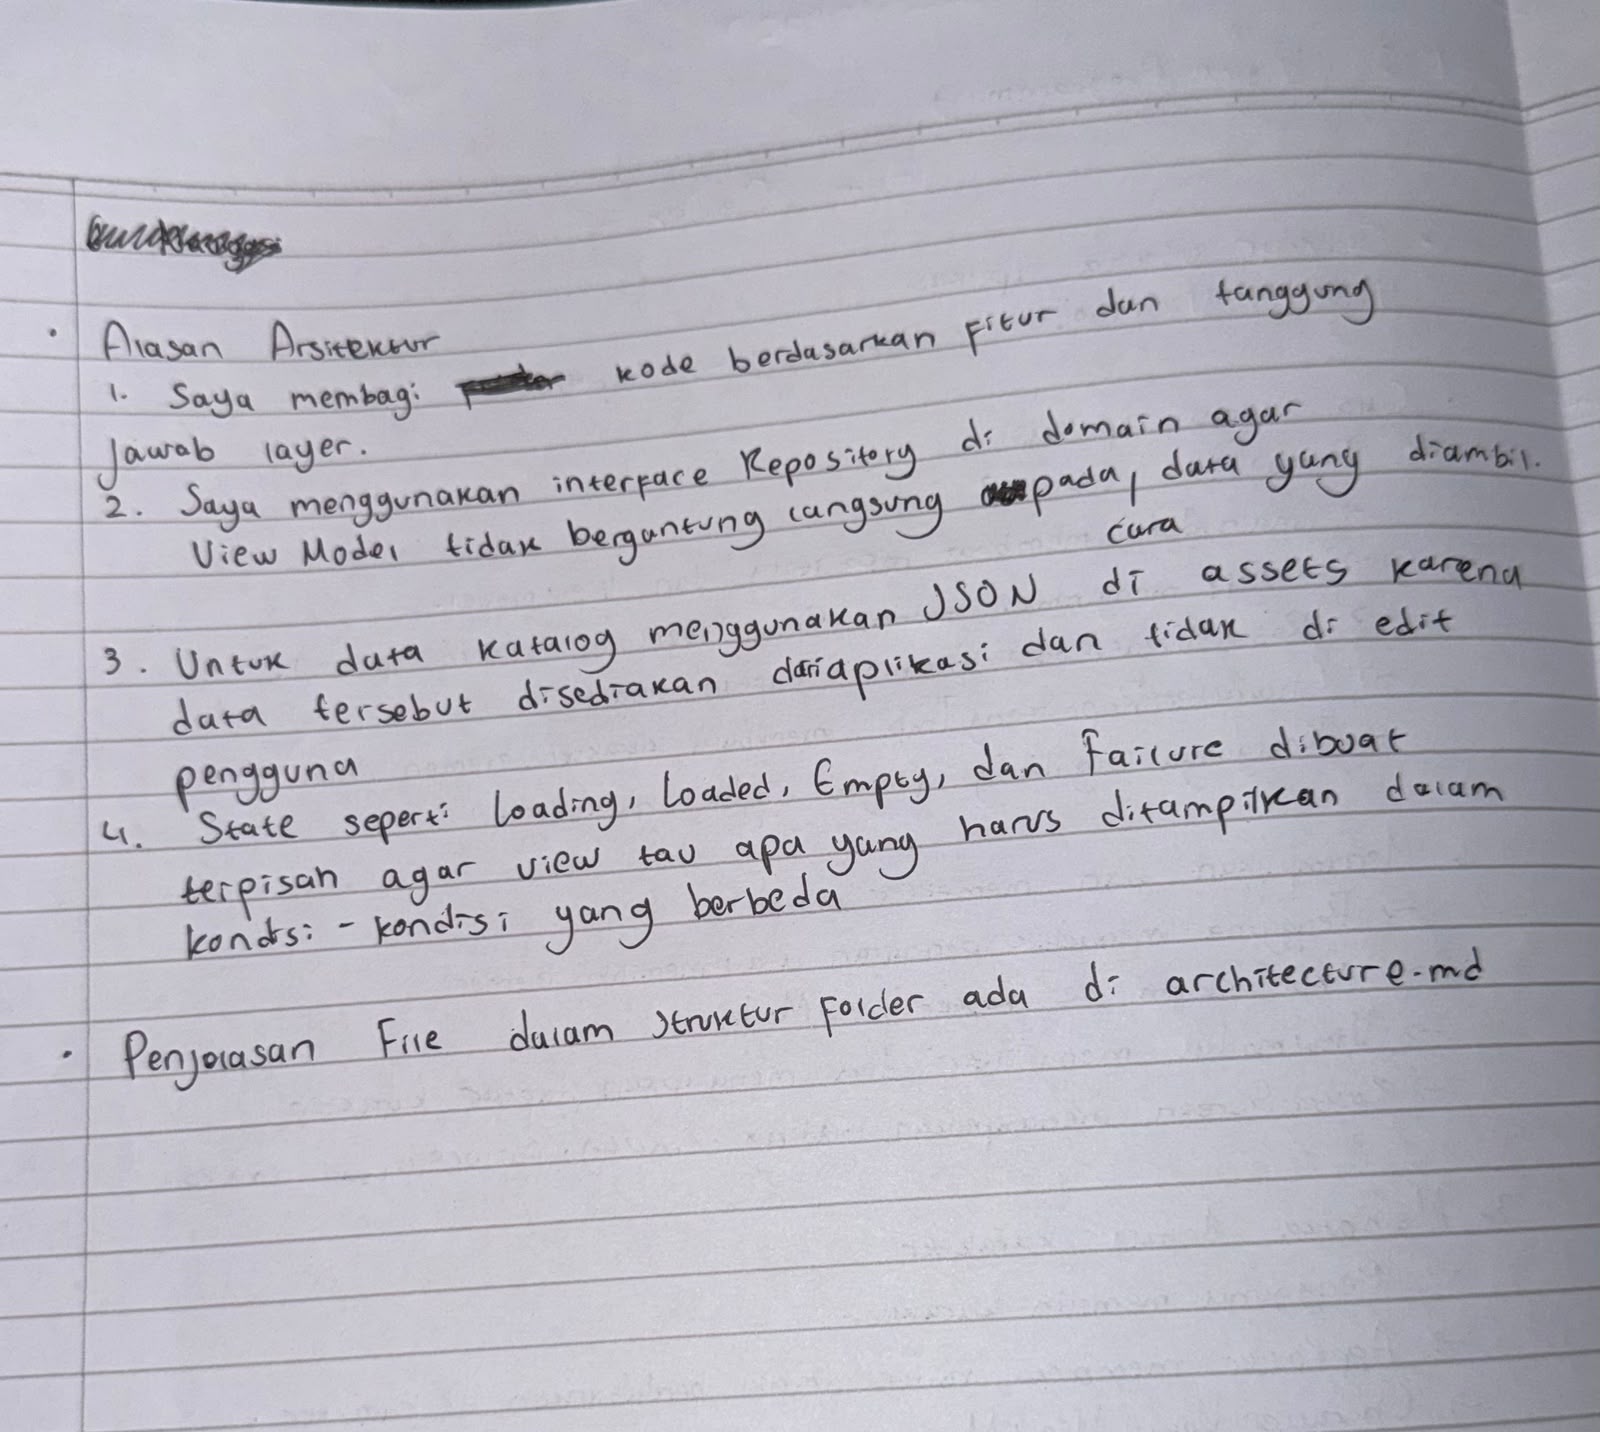 • Alasan Arsitektur
1. Saya membagi kode berdasarkan fitur dan tanggung
jawab layer.
2. Saya menggunakan interface Repository di domain agar
View Model tidak bergantung langsung pada, data yang diambil.
cara
3. Untuk data katalog menggunakan JSON di assets karena
data tersebut disediakan dari aplikasi dan tidak di edit
pengguna
4. State seperti Loading, Loaded, Empty, dan Failure dibuat
terpisah agar view tau apa yang harus ditampilkan dalam
kondisi - kondisi yang berbeda
• Penjelasan File dalam struktur Folder ada di architecture.md